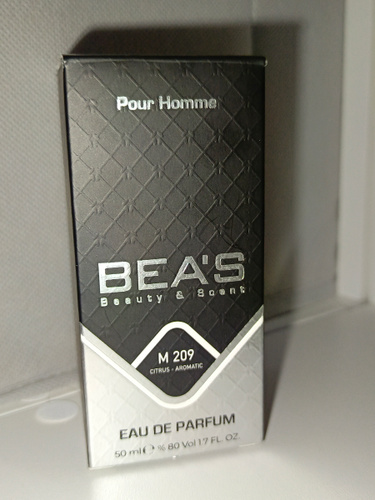 Pour Homme
BEA'S
Beauty & Scent
M 209
CITRUS - AROMATIC
EAU DE PARFUM
50 ml ℮ % 80 Vol 1.7 FL. OZ.